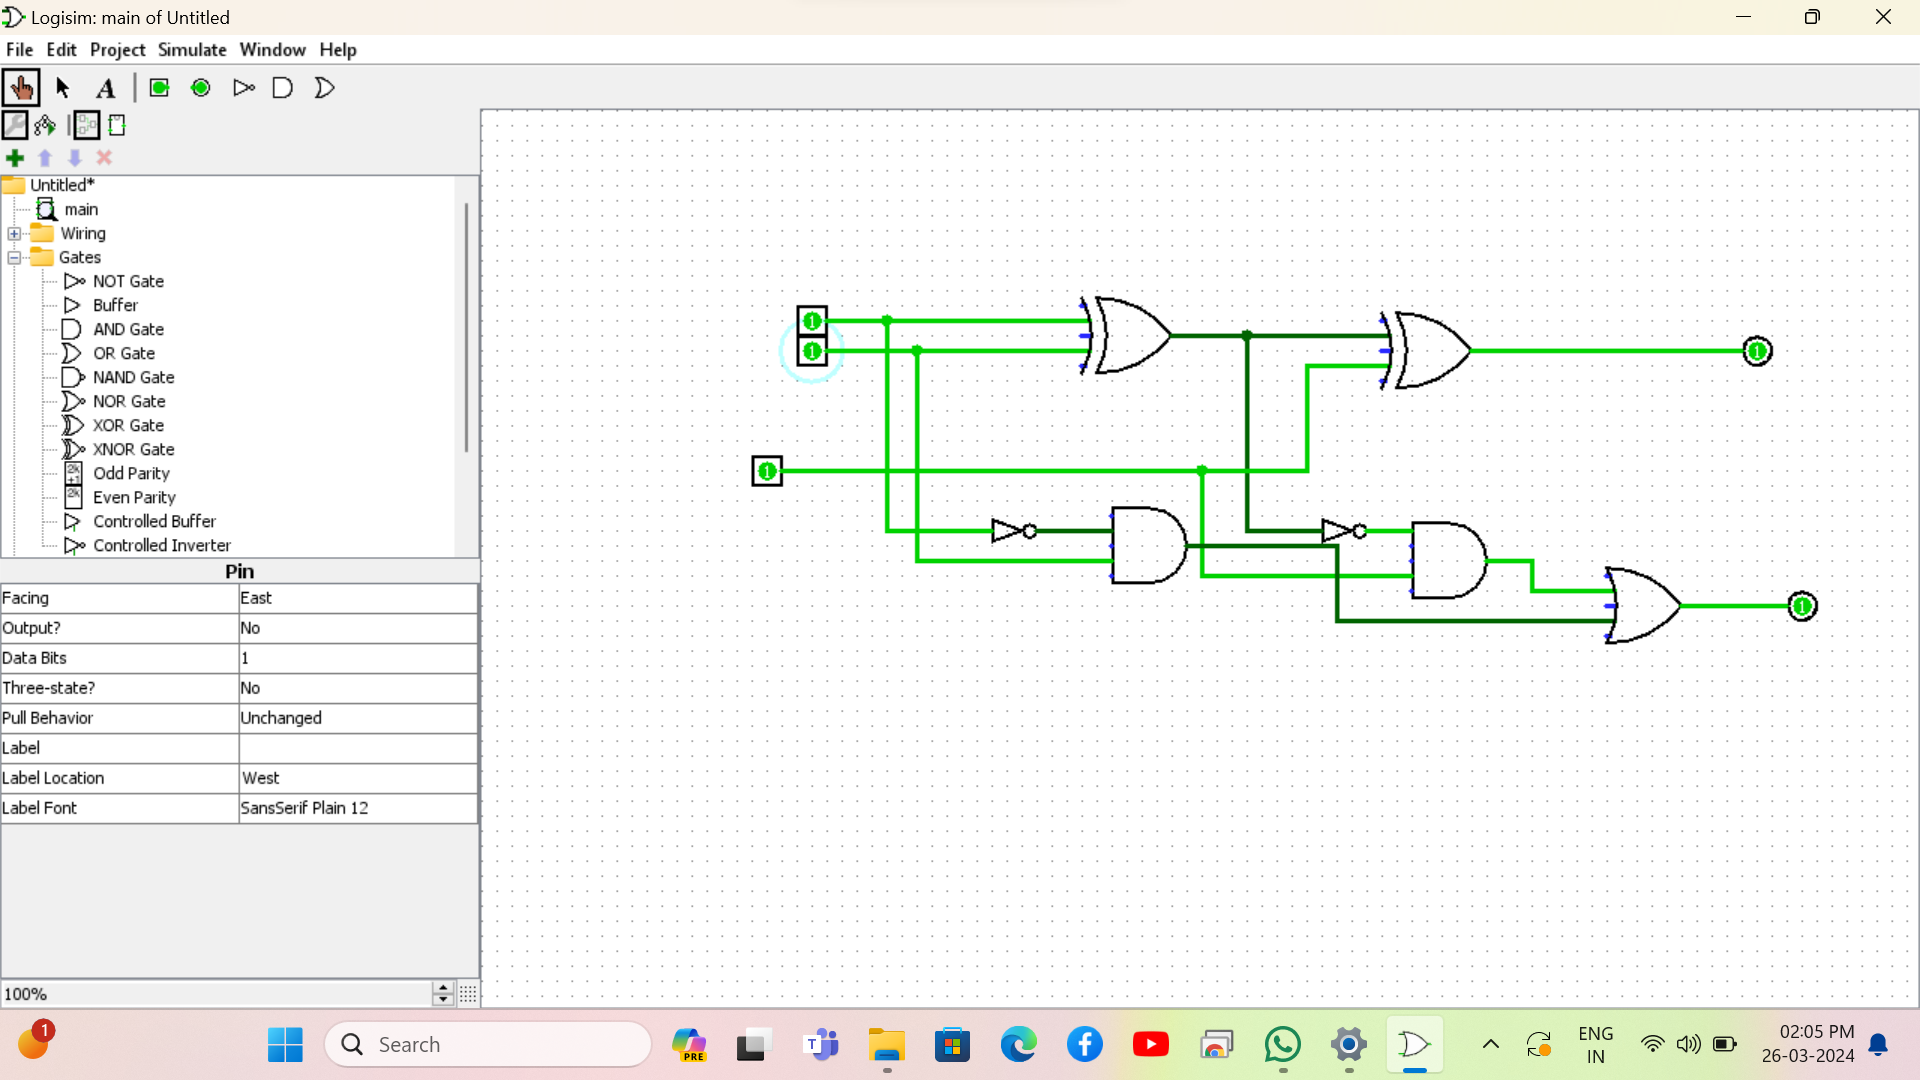 Logisim: main of Untitled
File Edit Project Simulate Window Help
A
Untitled*
main
Wiring
Gates
NOT Gate
Buffer
AND Gate
OR Gate
NAND Gate
NOR Gate
XOR Gate
XNOR Gate
2k+1 Odd Parity
2k Even Parity
Controlled Buffer
Controlled Inverter
Pin
Facing East
Output? No
Data Bits 1
Three-state? No
Pull Behavior Unchanged
Label
Label Location West
Label Font SansSerif Plain 12
100%
1
1
1
1
1
1
Search
PRE
T
ENG
IN
02:05 PM
26-03-2024